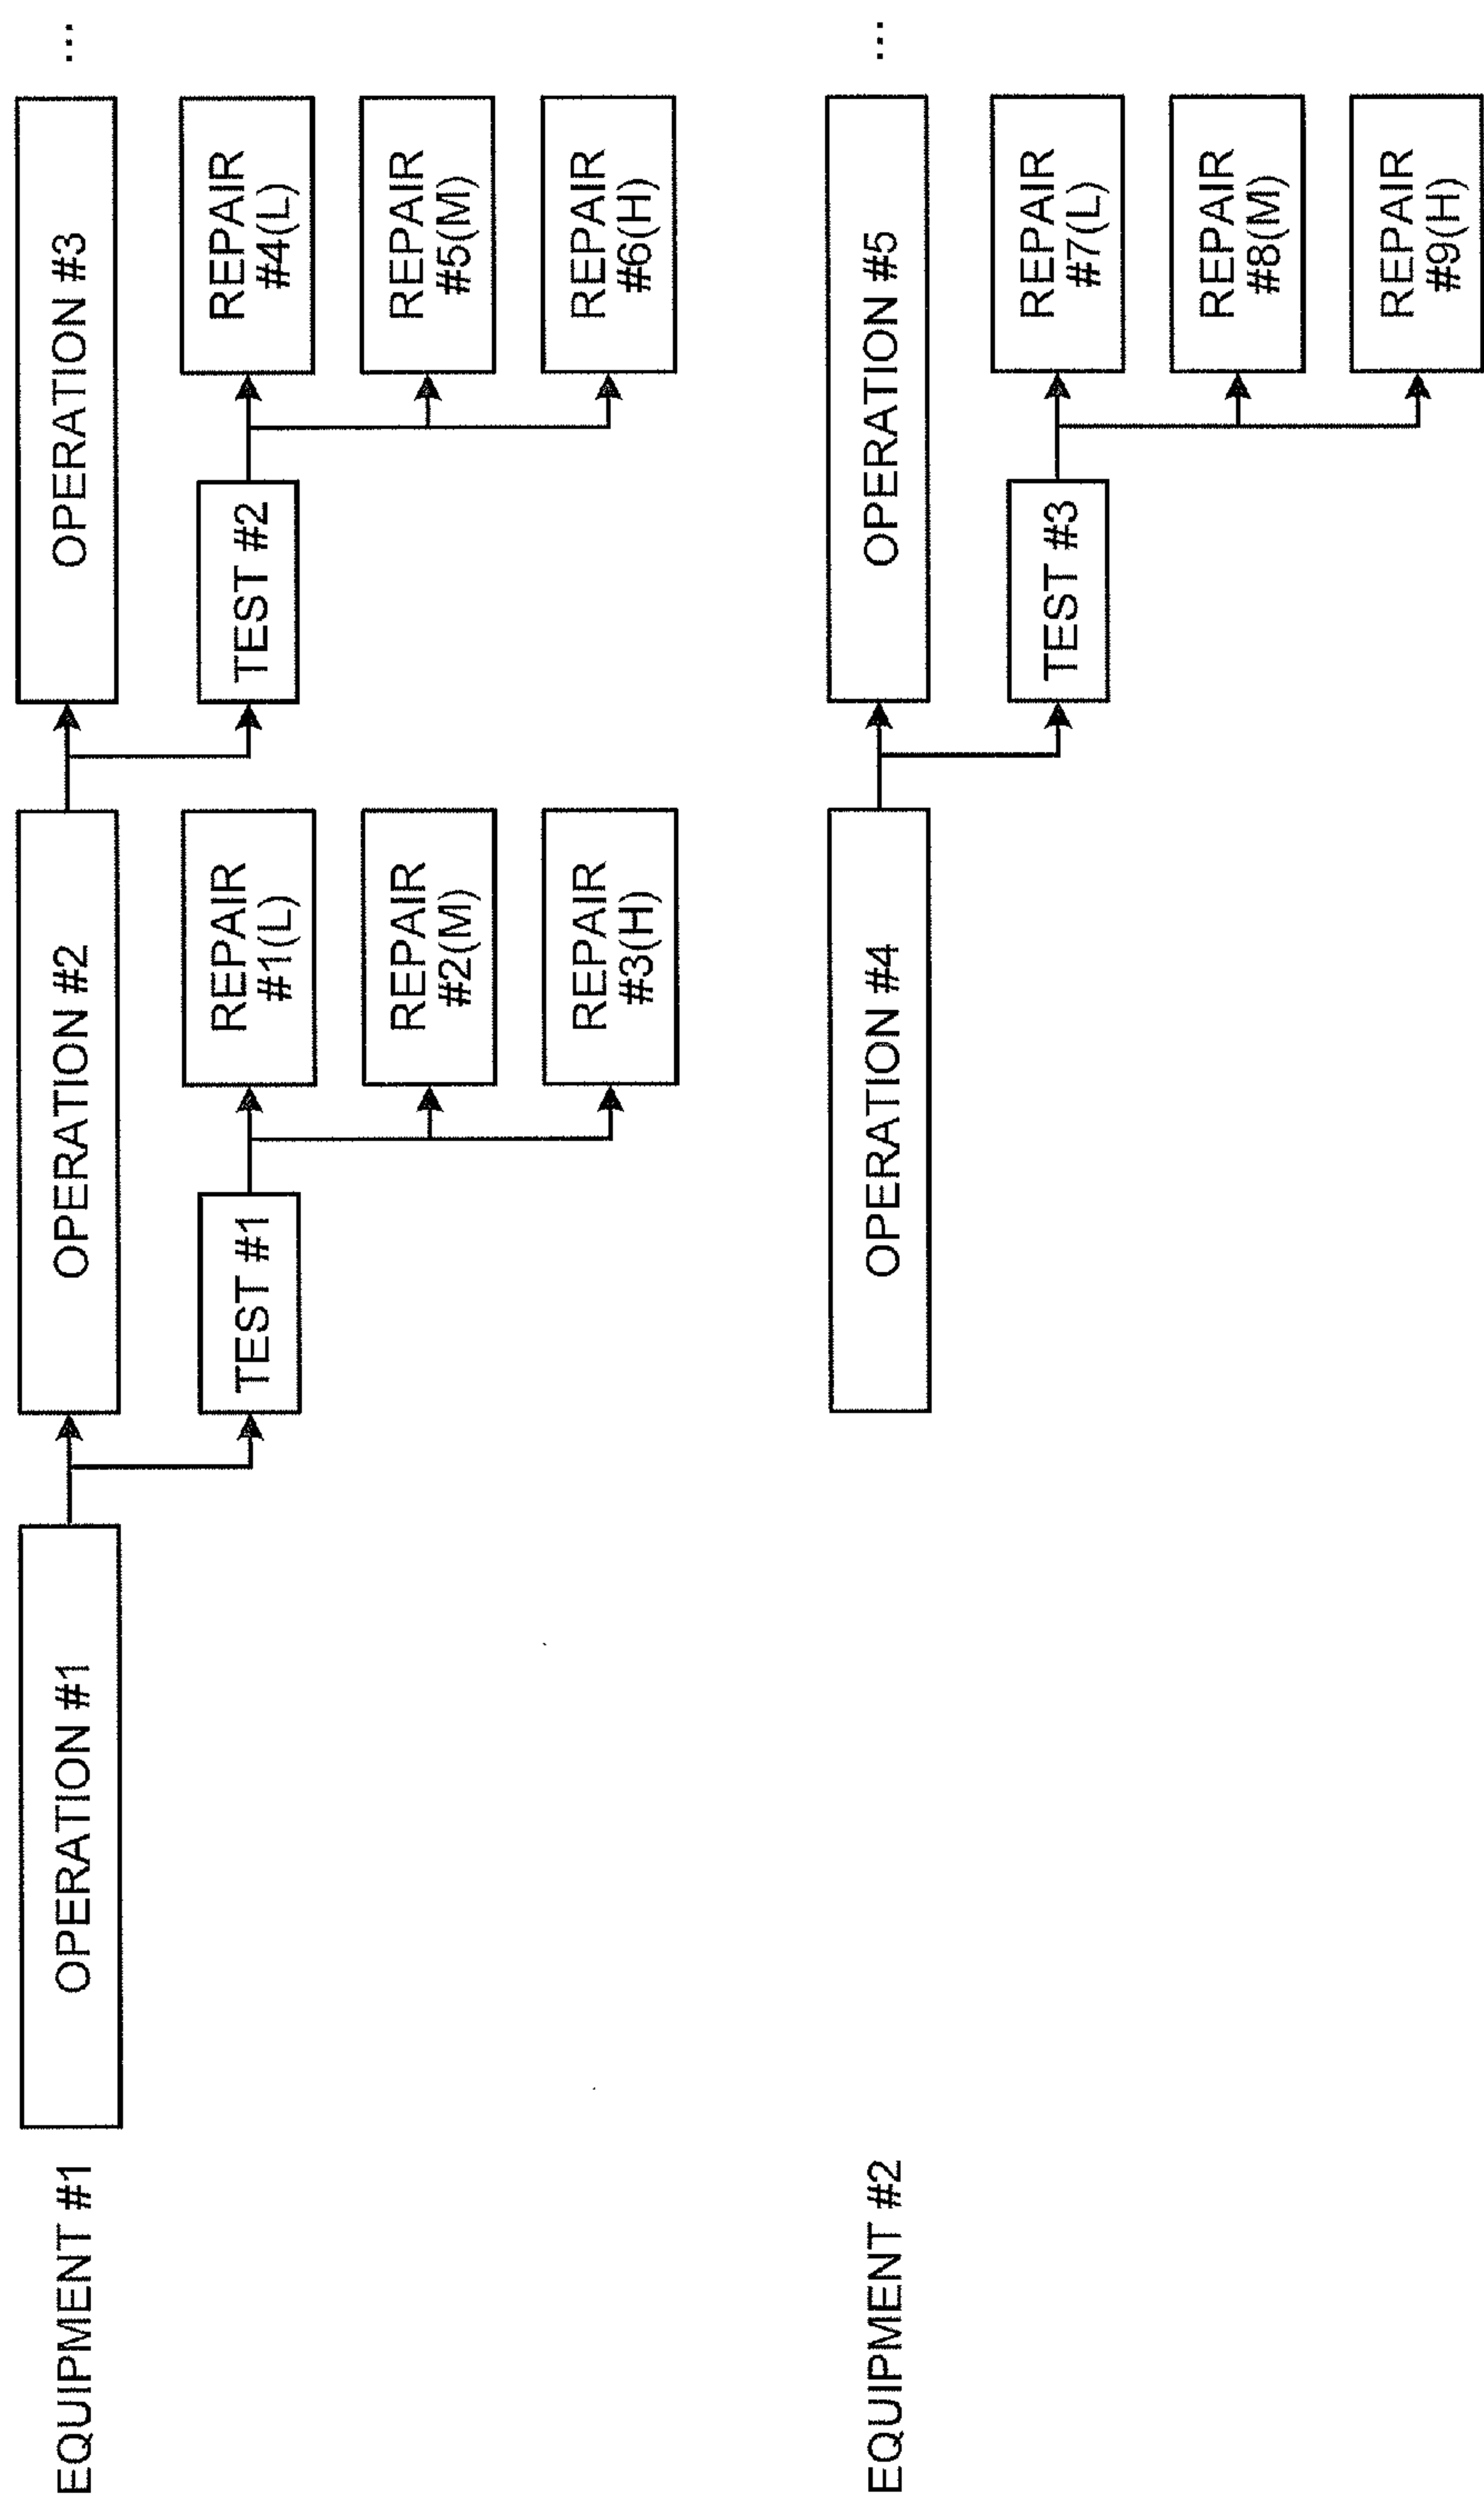 EQUIPMENT #1
OPERATION #1
OPERATION #2
OPERATION #3
...
TEST #1
REPAIR
#1(L)
REPAIR
#2(M)
REPAIR
#3(H)
TEST #2
REPAIR
#4(L)
REPAIR
#5(M)
REPAIR
#6(H)
EQUIPMENT #2
OPERATION #4
OPERATION #5
...
TEST #3
REPAIR
#7(L)
REPAIR
#8(M)
REPAIR
#9(H)